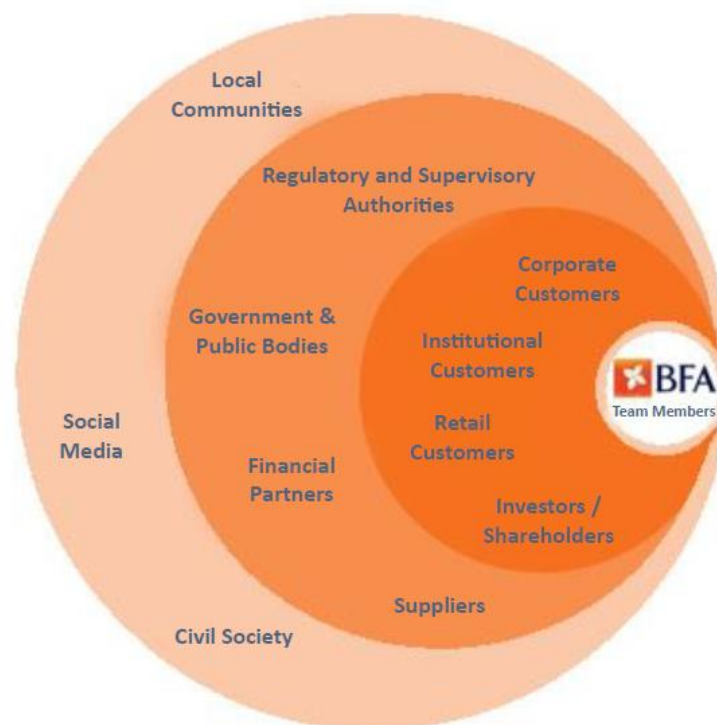 Local
Communities
Regulatory and Supervisory
Authorities
Corporate
Customers
Government &
Public Bodies
Institutional
Customers
BFA
Team Members
Social
Media
Retail
Customers
Financial
Partners
Investors /
Shareholders
Suppliers
Civil Society